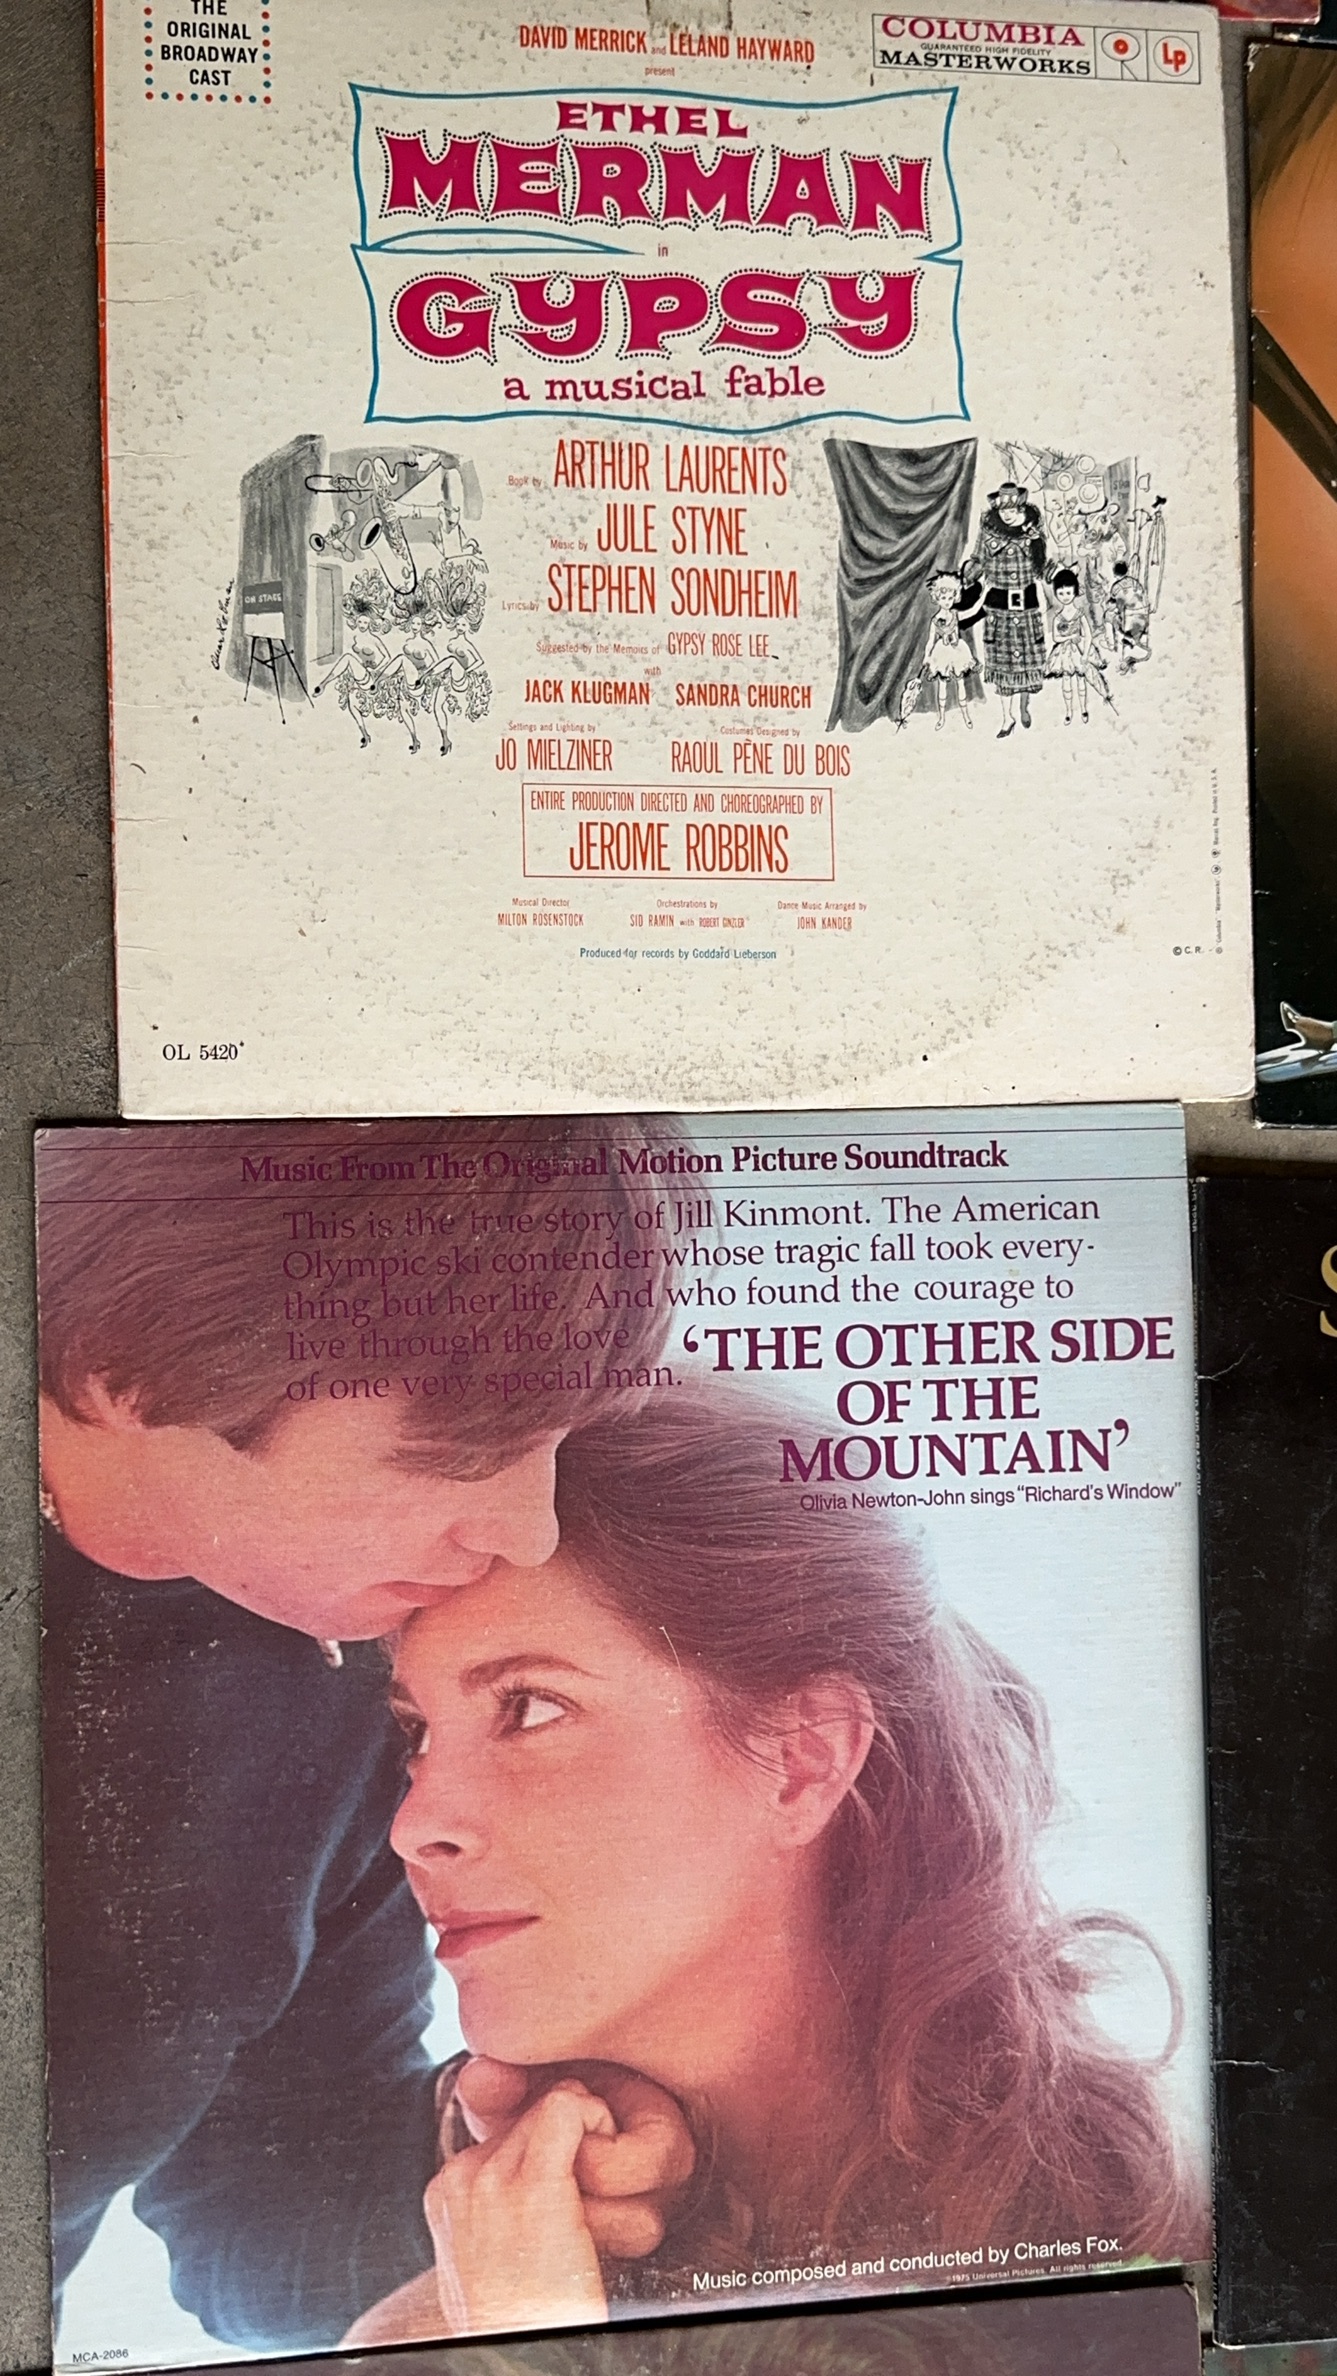 THE
ORIGINAL
BROADWAY
CAST
DAVID MERRICK and LELAND HAYWARD
present
COLUMBIA
GUARANTEED HIGH FIDELITY
MASTERWORKS
Lp
ETHEL
MERMAN
in
GYPSY
a musical fable
Book by ARTHUR LAURENTS
Music by JULE STYNE
Lyrics by STEPHEN SONDHEIM
Suggested by the Memoirs of GYPSY ROSE LEE
with
JACK KLUGMAN SANDRA CHURCH
Settings and Lighting by
JO MIELZINER
Costumes Designed by
RAOUL PÈNE DU BOIS
ENTIRE PRODUCTION DIRECTED AND CHOREOGRAPHED BY
JEROME ROBBINS
Musical Director
MILTON ROSENSTOCK
Orchestrations by
SID RAMIN with ROBERT GINZLER
Dance Music Arranged by
JOHN KANDER
Produced for records by Goddard Lieberson
ON STAGE
© C. R.
OL 5420
Music From The Original Motion Picture Soundtrack
This is the true story of Jill Kinmont. The American
Olympic ski contender whose tragic fall took every-
thing but her life. And who found the courage to
live through the love
of one very special man.
‘THE OTHER SIDE
OF THE
MOUNTAIN’
Olivia Newton-John sings “Richard's Window”
Music composed and conducted by Charles Fox.
©1975 Universal Pictures. All rights reserved.
MCA-2086
S